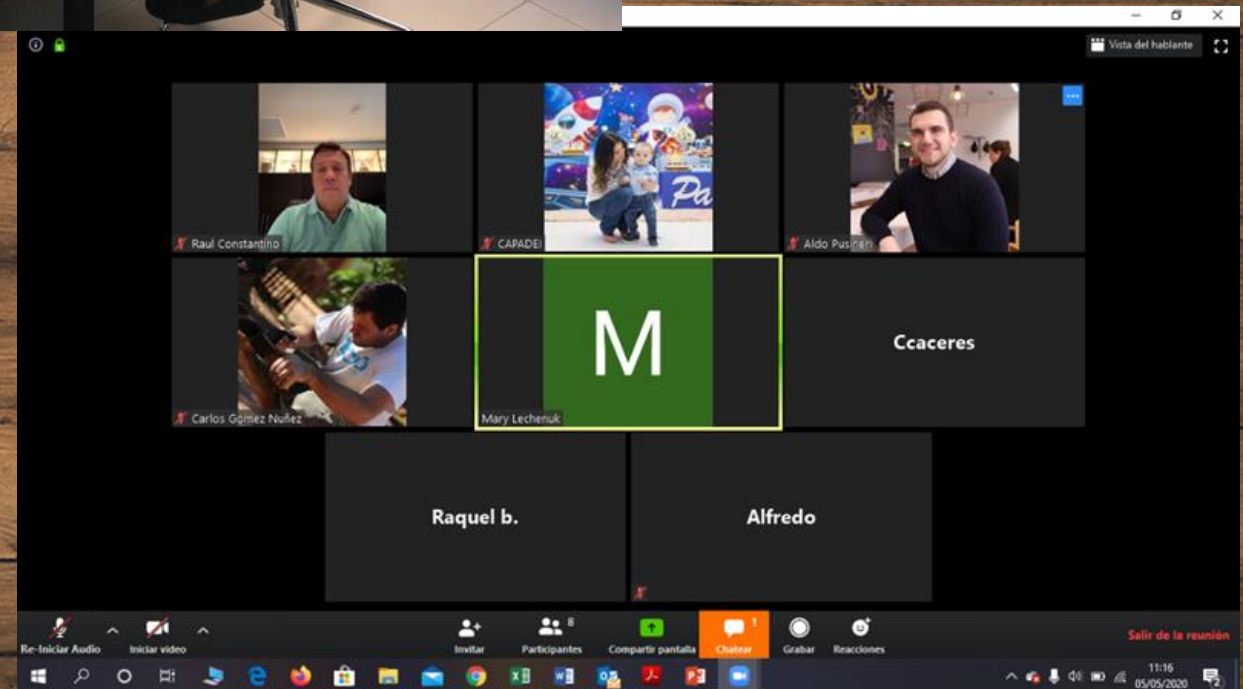 Vista del hablante
Raul Constantino
CAPADEI
Pa
Aldo Pusineri
Carlos Gomez Nuñez
M
Mary Lechenuk
Ccaceres
Raquel b.
Alfredo
Re-Iniciar Audio
Iniciar video
Invitar
8
Participantes
Compartir pantalla
1
Chatear
Grabar
Reacciones
Salir de la reunión
11:16
05/05/2020
2